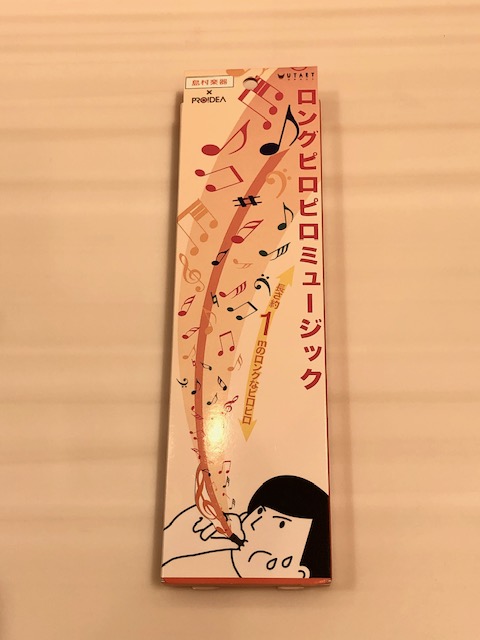 島村楽器
×
PROIDEA
UTAET
ロングピロピロミュージック
長さ約1mのロングなピロピロ